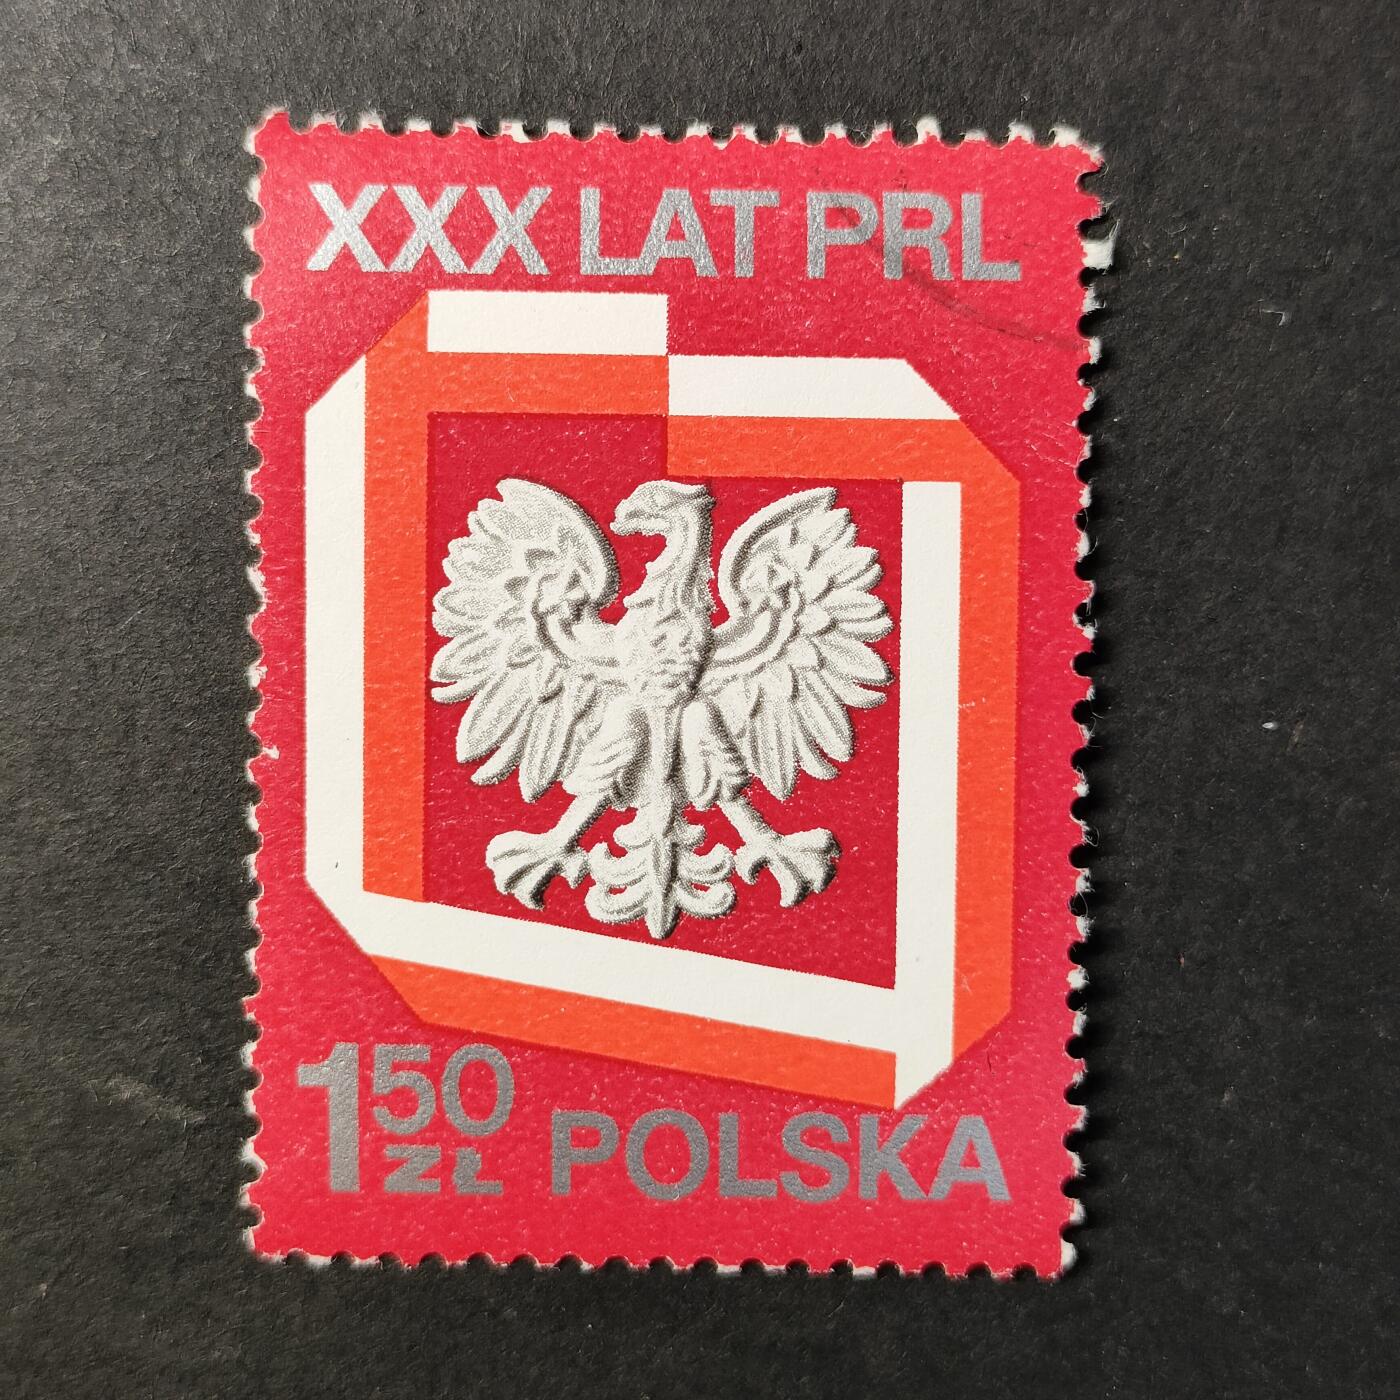 XXX LAT PRL
1 50 ZŁ
POLSKA